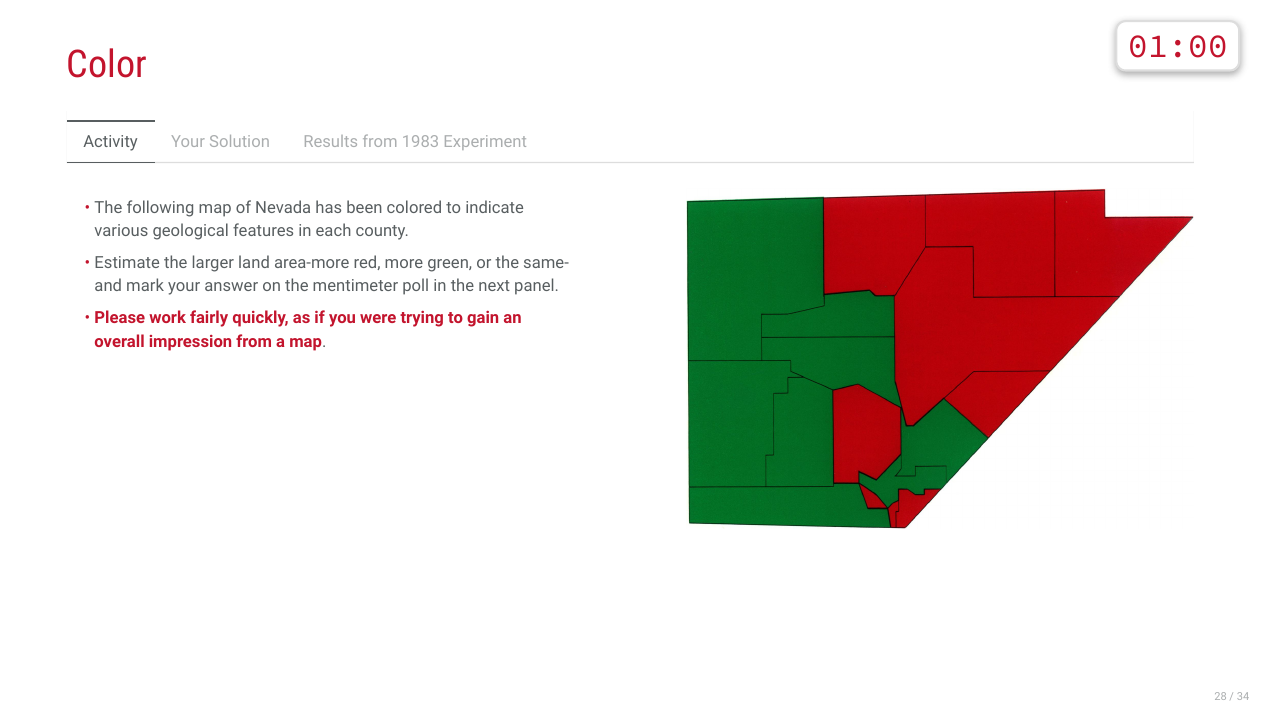 Color
01:00
Activity
Your Solution
Results from 1983 Experiment
• The following map of Nevada has been colored to indicate
various geological features in each county.
• Estimate the larger land area-more red, more green, or the same-
and mark your answer on the mentimeter poll in the next panel.
• Please work fairly quickly, as if you were trying to gain an
overall impression from a map.
28 / 34